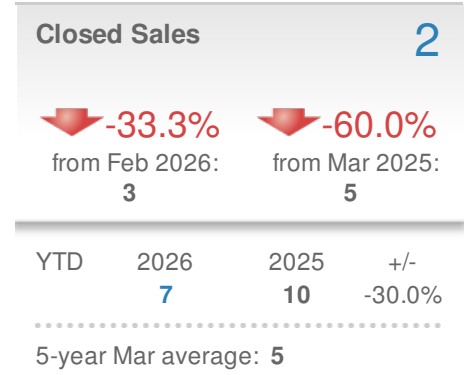 Closed Sales 2
-33.3% -60.0%
from Feb 2026: from Mar 2025:
3 5
YTD 2026 2025 +/-
7 10 -30.0%
5-year Mar average: 5